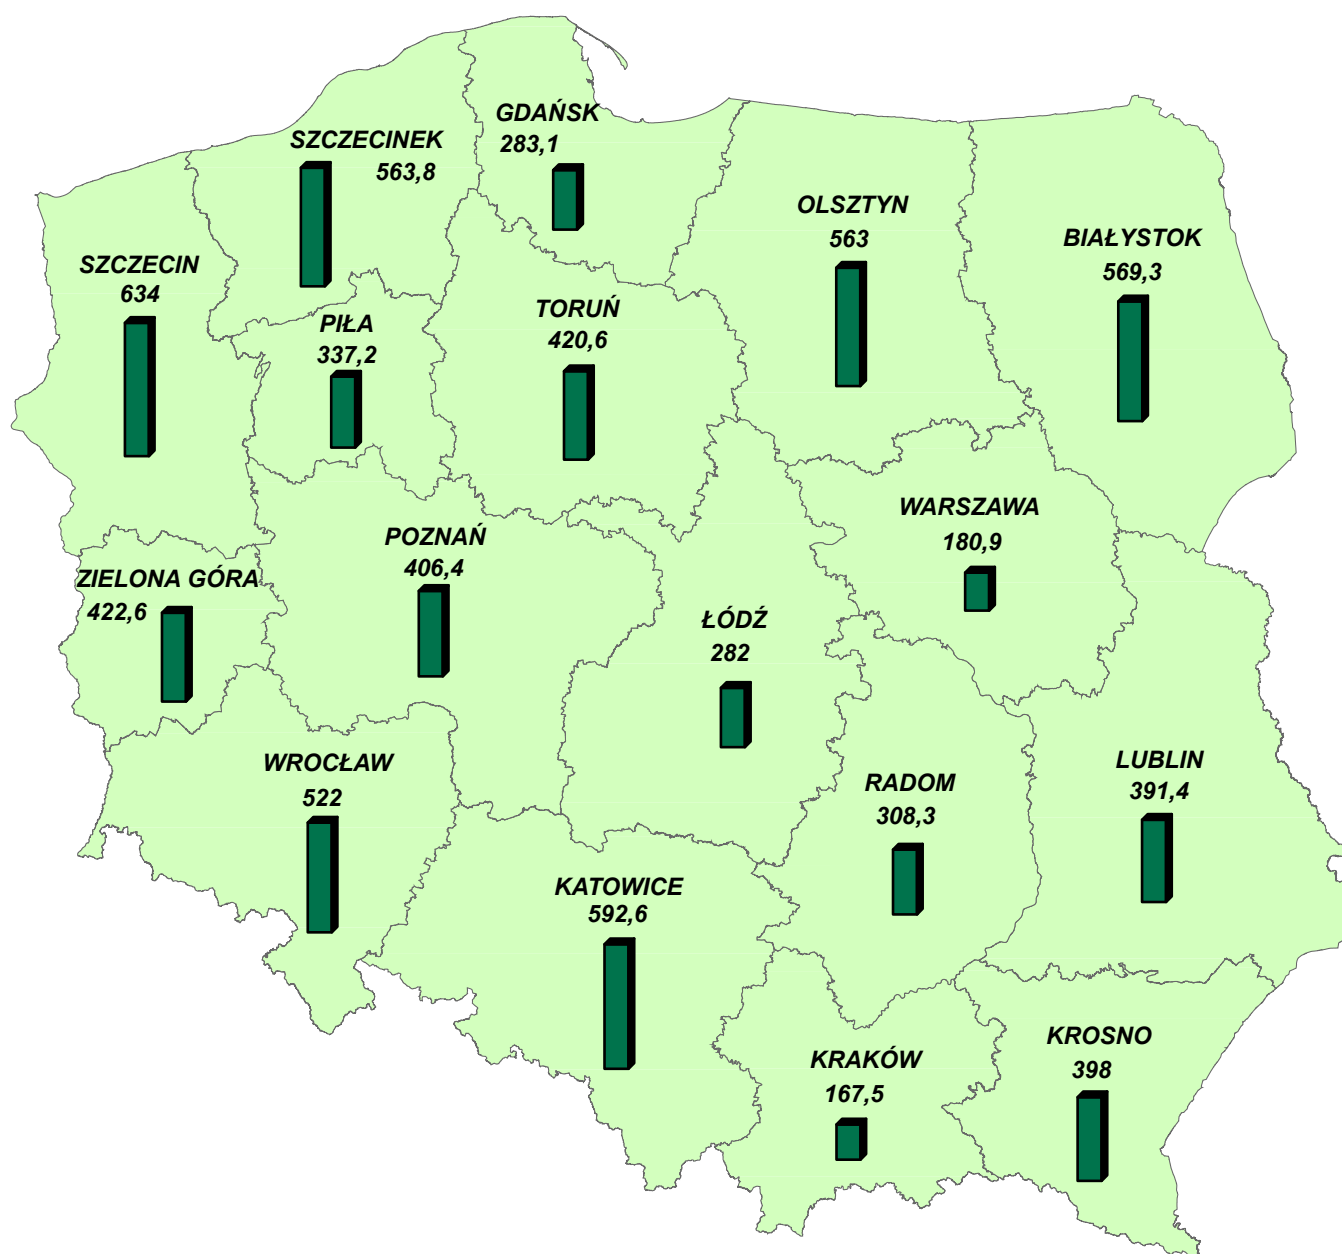 GDAŃSK
283,1
SZCZECINEK
563,8
OLSZTYN
563
BIAŁYSTOK
569,3
SZCZECIN
634
PIŁA
337,2
TORUŃ
420,6
WARSZAWA
180,9
POZNAŃ
406,4
ZIELONA GÓRA
422,6
ŁÓDŹ
282
WROCŁAW
522
RADOM
308,3
LUBLIN
391,4
KATOWICE
592,6
KRAKÓW
167,5
KROSNO
398